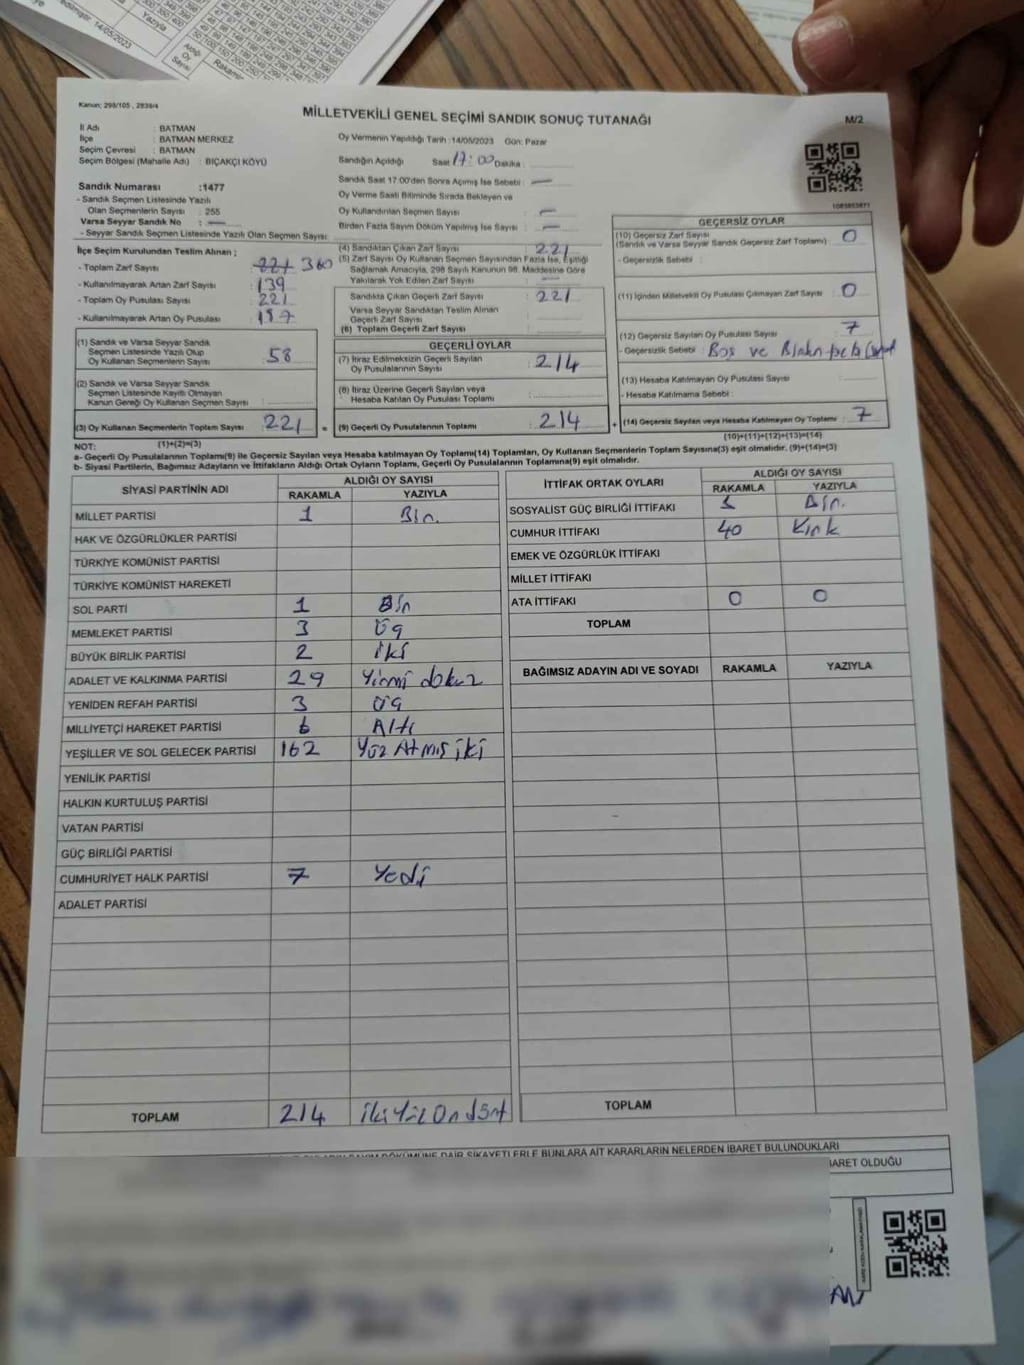 Kanun; 298/105 , 2839/4
MİLLETVEKİLİ GENEL SEÇİMİ SANDIK SONUÇ TUTANAĞI
M/2
İl Adı : BATMAN
İlçe : BATMAN MERKEZ
Seçim Çevresi : BATMAN
Seçim Bölgesi (Mahalle Adı) : BIÇAKÇI KÖYÜ
Oy Vermenin Yapıldığı Tarih :14/05/2023 Gün: Pazar
Sandığın Açıldığı Saat 17:00 Dakika :
Sandık Saat 17.00'den Sonra Açılmış İse Sebebi : —
Oy Verme Saati Bitiminde Sırada Bekleyen ve
Oy Kullandırılan Seçmen Sayısı : —
Birden Fazla Sayım Döküm Yapılmış İse Sayısı : —
Sandık Numarası :1477
- Sandık Seçmen Listesinde Yazılı
Olan Seçmenlerin Sayısı : 255
Varsa Seyyar Sandık No : —
- Seyyar Sandık Seçmen Listesinde Yazılı Olan Seçmen Sayısı
İlçe Seçim Kurulundan Teslim Alınan ;
- Toplam Zarf Sayısı : 221 360
- Kullanılmayarak Artan Zarf Sayısı : 139
- Toplam Oy Pusulası Sayısı : 221
- Kullanılmayarak Artan Oy Pusulası
(1) Sandık ve Varsa Seyyar Sandık
Seçmen Listesinde Yazılı Olup
Oy Kullanan Seçmenlerin Sayısı : 58
(2) Sandık ve Varsa Seyyar Sandık
Seçmen Listesinde Kayıtlı Olmayan
Kanun Gereği Oy Kullanan Seçmen Sayısı :
(3) Oy Kullanan Seçmenlerin Toplam Sayısı : 221
(4) Sandıktan Çıkan Zarf Sayısı : 221
(5) Zarf Sayısı Oy Kullanan Seçmen Sayısından Fazla İse, Eşitliği
Sağlamak Amacıyla, 298 Sayılı Kanunun 98. Maddesine Göre
Yakılarak Yok Edilen Zarf Sayısı : —
Sandıkta Çıkan Geçerli Zarf Sayısı : 221
Varsa Seyyar Sandıktan Teslim Alınan
Geçerli Zarf Sayısı :
(6) Toplam Geçerli Zarf Sayısı :
GEÇERLİ OYLAR
(7) İtiraz Edilmeksizin Geçerli Sayılan
Oy Pusulasının Sayısı : 214
(8) İtiraz Üzerine Geçerli Sayılan veya
Hesaba Katılan Oy Pusulası Toplamı :
(9) Geçerli Oy Pusulalarının Toplamı : 214
GEÇERSİZ OYLAR
(10) Geçersiz Zarf Sayısı : 0
(Sandık ve Varsa Seyyar Sandık Geçersiz Zarf Toplamı)
- Geçersizlik Sebebi :
(11) İçinden Milletvekili Oy Pusulası Çıkmayan Zarf Sayısı : 0
(12) Geçersiz Sayılan Oy Pusulası Sayısı : 7
- Geçersizlik Sebebi : Boş ve
(13) Hesaba Katılmayan Oy Pusulası Sayısı :
- Hesaba Katılmama Sebebi :
(14) Geçersiz Sayılan veya Hesaba Katılmayan Oy Toplamı : 7
(10)+(11)+(12)+(13)=(14)
NOT: (1)+(2)=(3)
a- Geçerli Oy Pusulalarının Toplamı(9) ile Geçersiz Sayılan veya Hesaba katılmayan Oy Toplamı(14) Toplamları, Oy Kullanan Seçmenlerin Toplam Sayısına(3) eşit olmalıdır. (9)+(14)=(3)
b- Siyasi Partilerin, Bağımsız Adayların ve İttifakların Aldığı Ortak Oyların Toplamı, Geçerli Oy Pusulalarının Toplamına(9) eşit olmalıdır.
SİYASİ PARTİNİN ADI ALDIĞI OY SAYISI
RAKAMLA YAZIYLA
MİLLET PARTİSİ 1 Bir.
HAK VE ÖZGÜRLÜKLER PARTİSİ
TÜRKİYE KOMÜNİST PARTİSİ
TÜRKİYE KOMÜNİST HAREKETİ
SOL PARTİ 1 Bir
MEMLEKET PARTİSİ 3 Üç
BÜYÜK BİRLİK PARTİSİ 2 İki
ADALET VE KALKINMA PARTİSİ 29 Yirmi dokuz
YENİDEN REFAH PARTİSİ 3 Üç
MİLLİYETÇİ HAREKET PARTİSİ 6 Altı
YEŞİLLER VE SOL GELECEK PARTİSİ 162 Yüz Atmış iki
YENİLİK PARTİSİ
HALKIN KURTULUŞ PARTİSİ
VATAN PARTİSİ
GÜÇ BİRLİĞİ PARTİSİ
CUMHURİYET HALK PARTİSİ 7 Yedi
ADALET PARTİSİ
TOPLAM 214 iki Yüz On dört
İTTİFAK ORTAK OYLARI ALDIĞI OY SAYISI
RAKAMLA YAZIYLA
SOSYALİST GÜÇ BİRLİĞİ İTTİFAKI 1 Bir.
CUMHUR İTTİFAKI 40 Kırk
EMEK VE ÖZGÜRLÜK İTTİFAKI
MİLLET İTTİFAKI
ATA İTTİFAKI 0 0
TOPLAM
BAĞIMSIZ ADAYIN ADI VE SOYADI RAKAMLA YAZIYLA
TOPLAM
DÖKÜMÜNE DAİR ŞİKAYETLERLE BUNLARA AİT KARARLARIN NELERDEN İBARET BULUNDUKLARI
İBARET OLDUĞU